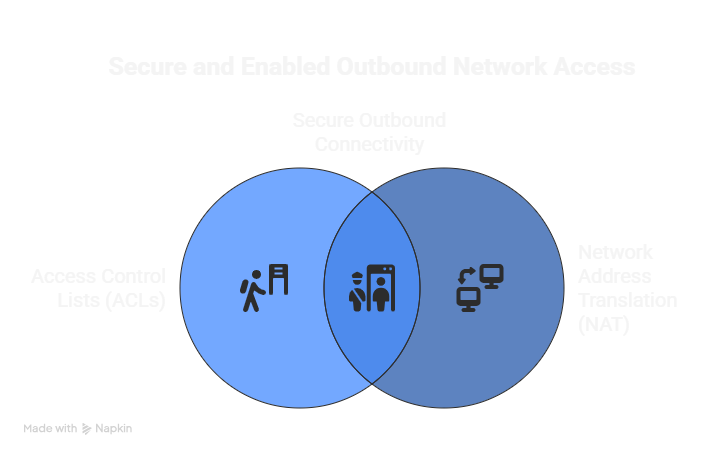 Secure and Enabled Outbound Network Access
Secure Outbound
Connectivity
Access Control
Lists (ACLs)
Network
Address
Translation
(NAT)
Made with Napkin